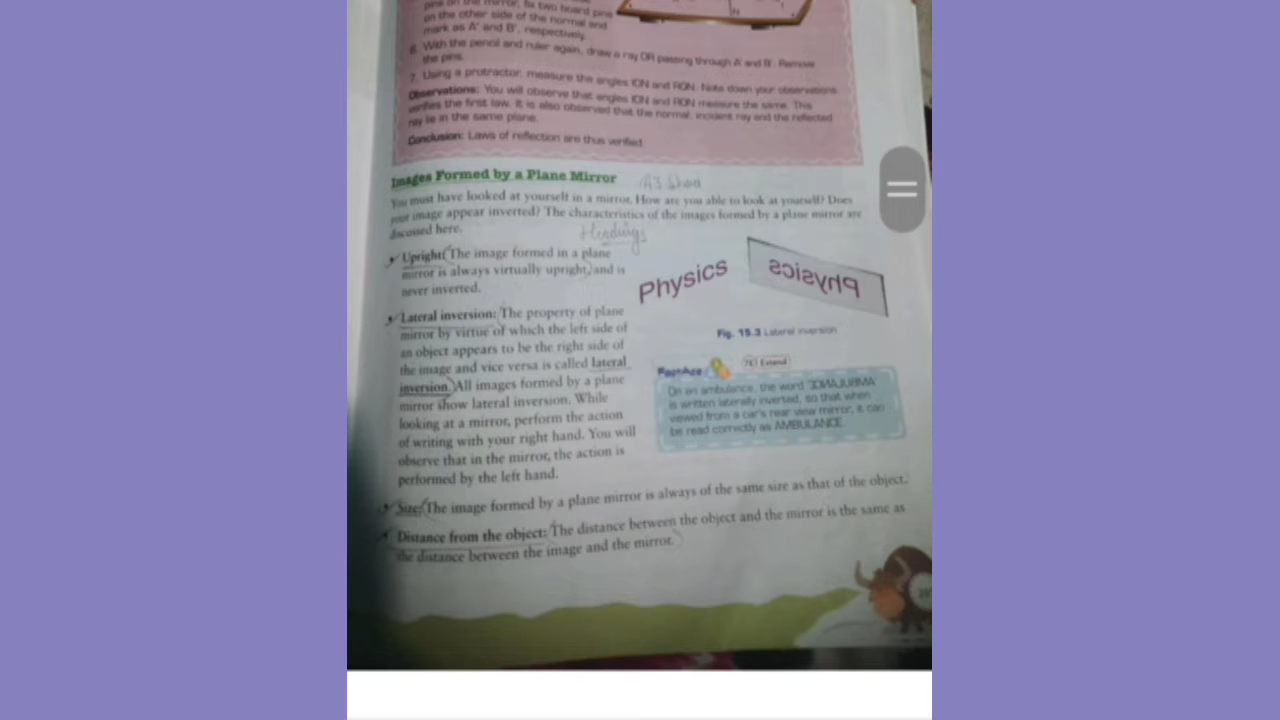 pins on the mirror, fix two board pins
on the other side of the normal and
mark as A' and B', respectively.
N
6. With the pencil and ruler again, draw a ray OR passing through A' and B'. Remove
the pins.
7. Using a protractor, measure the angles ION and RON. Note down your observations.
Observations: You will observe that angles ION and RON measure the same. This
verifies the first law. It is also observed that the normal, incident ray and the reflected
ray lie in the same plane.
Conclusion: Laws of reflection are thus verified.
Images Formed by a Plane Mirror
You must have looked at yourself in a mirror. How are you able to look at yourself? Does
your image appear inverted? The characteristics of the images formed by a plane mirror are
discussed here.
Headings
Upright: The image formed in a plane
mirror is always virtually upright, and is
never inverted.
Physics
Physics
Lateral inversion: The property of plane
mirror by virtue of which the left side of
an object appears to be the right side of
the image and vice versa is called lateral
inversion. All images formed by a plane
mirror show lateral inversion. While
looking at a mirror, perform the action
of writing with your right hand. You will
observe that in the mirror, the action is
performed by the left hand.
Fig. 15.3 Lateral inversion
Extend
On an ambulance, the word 'AMBULANCE'
is written laterally inverted, so that when
viewed from a car's rear view mirror, it can
be read correctly as AMBULANCE.
Size: The image formed by a plane mirror is always of the same size as that of the object.
Distance from the object: The distance between the object and the mirror is the same as
the distance between the image and the mirror.